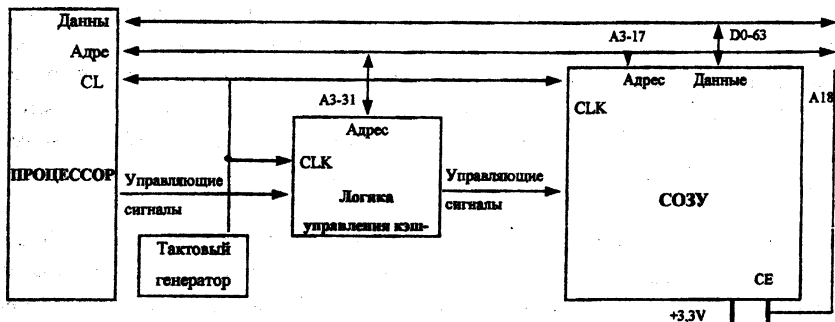 Данны
Адре
CL
ПРОЦЕССОР
Управляющие
сигналы
Тактовый
генератор
A3-31
Адрес
CLK
Логика
управления кэш-
Управляющие
сигналы
A3-17
D0-63
Адрес
Данные
CLK
A18
СОЗУ
CE
+3,3V